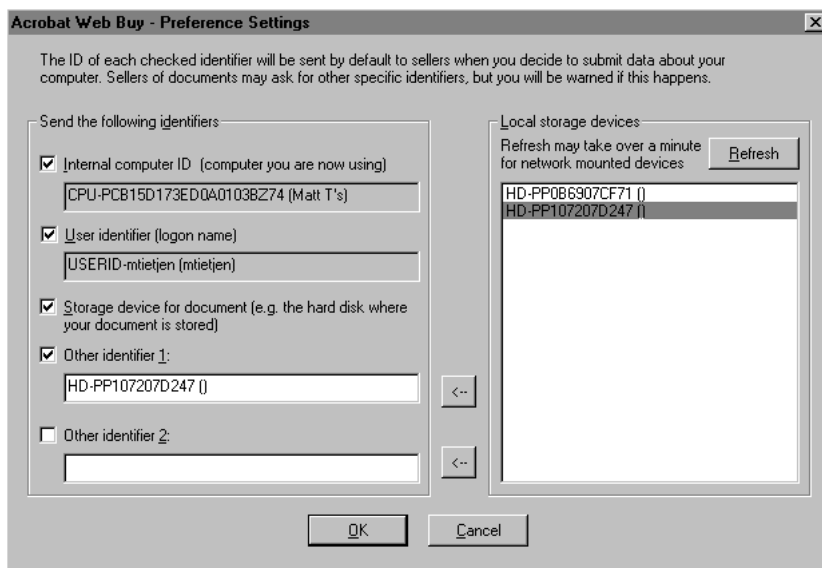 Acrobat Web Buy - Preference Settings
The ID of each checked identifier will be sent by default to sellers when you decide to submit data about your
computer. Sellers of documents may ask for other specific identifiers, but you will be warned if this happens.
Send the following identifiers
Internal computer ID (computer you are now using)
CPU-PCB15D173ED0A0103BZ74 (Matt T's)
User identifier (logon name)
USERID-mtietjen (mtietjen)
Storage device for document (e.g. the hard disk where
your document is stored)
Other identifier 1:
HD-PP107207D247 ()
<--
Other identifier 2:
<--
Local storage devices
Refresh may take over a minute
for network mounted devices
Refresh
HD-PP0B6907CF71 ()
HD-PP107207D247 ()
OK
Cancel